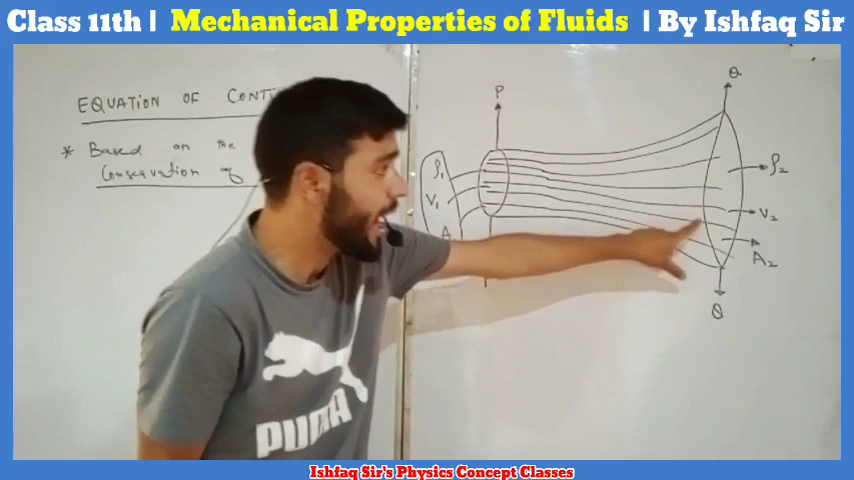 Class 11th | Mechanical Properties of Fluids | By Ishfaq Sir
EQUATION OF CONTI
* Based on the
Conservation of
P
ρ1
V1
A
Q
ρ2
V2
A2
Q
PUMA
Ishfaq Sir's Physics Concept Classes